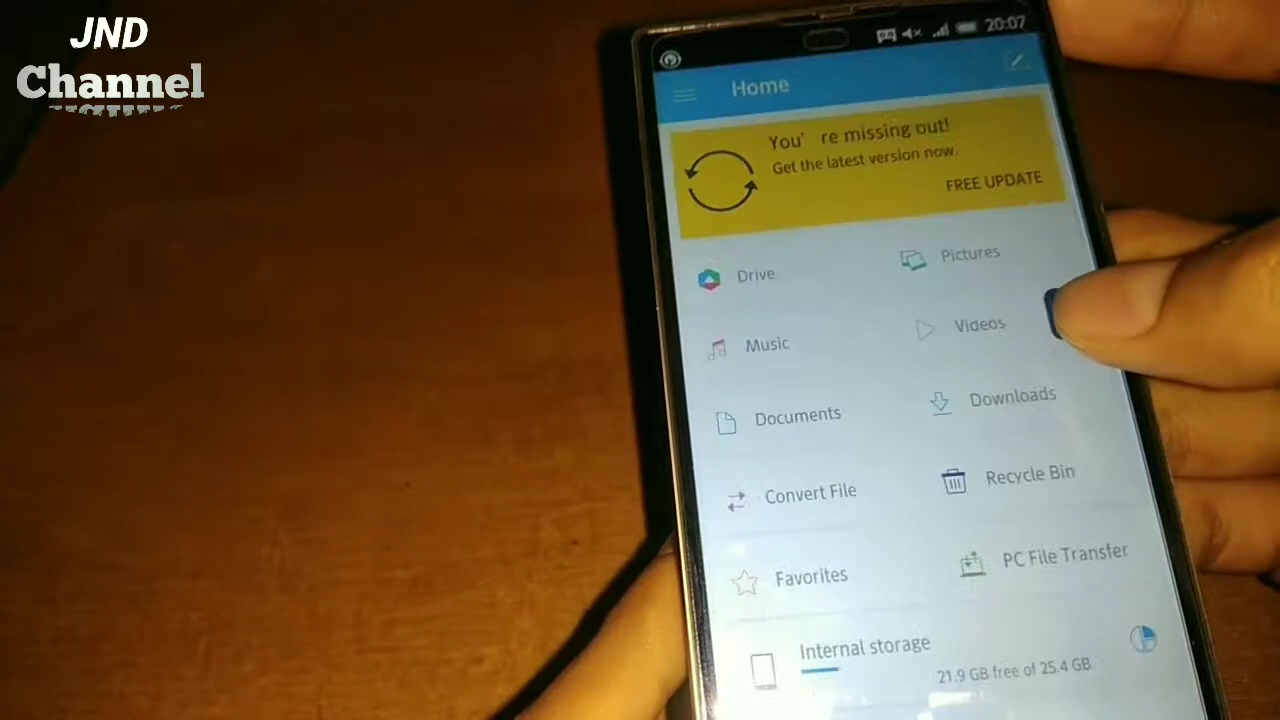 JND
Channel
20:07
Home
You're missing out!
Get the latest version now.
FREE UPDATE
Drive
Pictures
Music
Videos
Documents
Downloads
Convert File
Recycle Bin
Favorites
PC File Transfer
Internal storage
21.9 GB free of 25.4 GB